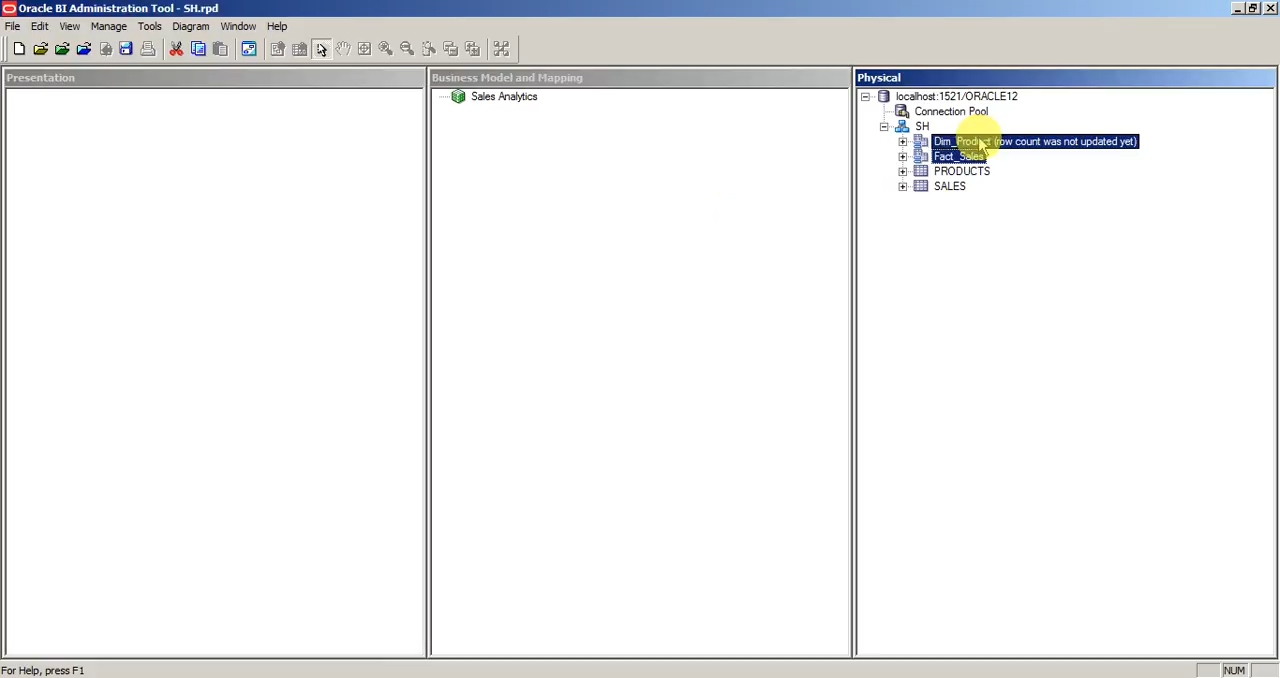 Oracle BI Administration Tool - SH.rpd
File Edit View Manage Tools Diagram Window Help
Presentation
Business Model and Mapping
Sales Analytics
Physical
localhost:1521/ORACLE12
Connection Pool
SH
Dim_Product (row count was not updated yet)
Fact_Sales
PRODUCTS
SALES
For Help, press F1
NUM